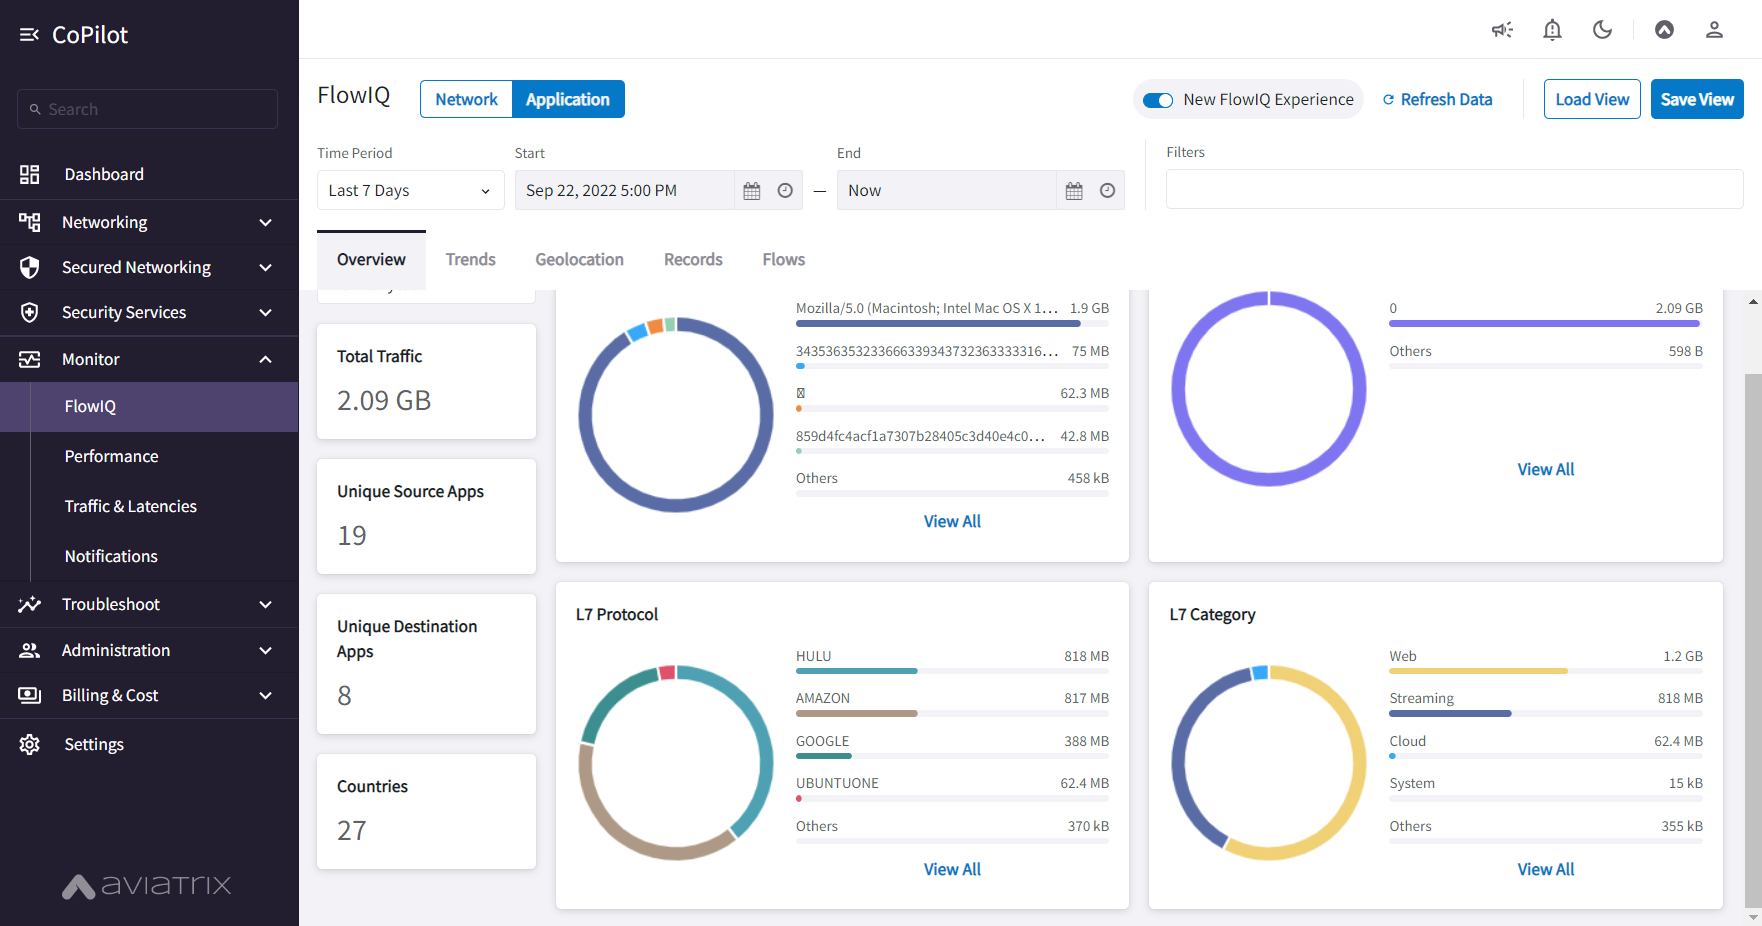 CoPilot
Search
Dashboard
Networking
Secured Networking
Security Services
Monitor
FlowIQ
Performance
Traffic & Latencies
Notifications
Troubleshoot
Administration
Billing & Cost
Settings
aviatrix
FlowIQ
Network
Application
New FlowIQ Experience
Refresh Data
Load View
Save View
Time Period
Start
End
Filters
Last 7 Days
Sep 22, 2022 5:00 PM
—
Now
Overview
Trends
Geolocation
Records
Flows
Total Traffic
2.09 GB
Unique Source Apps
19
Unique Destination
Apps
8
Countries
27
Mozilla/5.0 (Macintosh; Intel Mac OS X 1... 1.9 GB
75 MB
62.3 MB
859d4fc4acf1a7307b28405c3d40e4c0... 42.8 MB
Others 458 kB
View All
0 2.09 GB
Others 598 B
View All
L7 Protocol
HULU 818 MB
AMAZON 817 MB
GOOGLE 388 MB
UBUNTUONE 62.4 MB
Others 370 kB
View All
L7 Category
Web 1.2 GB
Streaming 818 MB
Cloud 62.4 MB
System 15 kB
Others 355 kB
View All